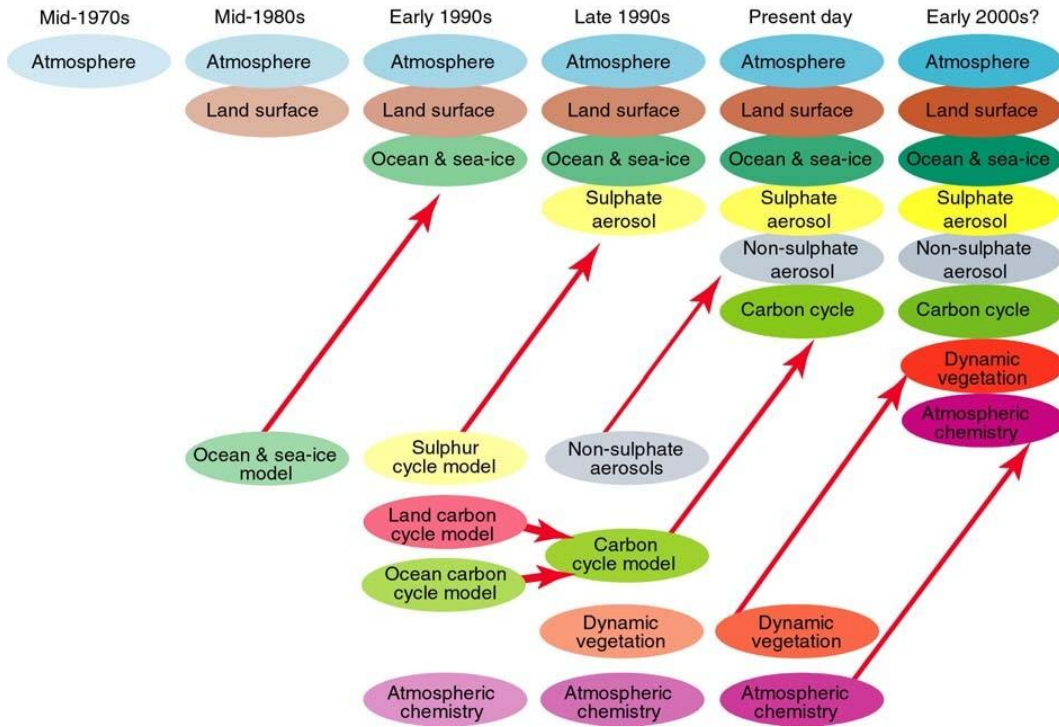 Mid-1970s
Mid-1980s
Early 1990s
Late 1990s
Present day
Early 2000s?
Atmosphere
Atmosphere
Atmosphere
Atmosphere
Atmosphere
Atmosphere
Land surface
Land surface
Land surface
Land surface
Land surface
Ocean & sea-ice
Ocean & sea-ice
Ocean & sea-ice
Ocean & sea-ice
Sulphate
aerosol
Sulphate
aerosol
Sulphate
aerosol
Non-sulphate
aerosol
Non-sulphate
aerosol
Carbon cycle
Carbon cycle
Dynamic
vegetation
Atmospheric
chemistry
Ocean & sea-ice
model
Sulphur
cycle model
Non-sulphate
aerosols
Land carbon
cycle model
Carbon
cycle model
Ocean carbon
cycle model
Dynamic
vegetation
Dynamic
vegetation
Atmospheric
chemistry
Atmospheric
chemistry
Atmospheric
chemistry